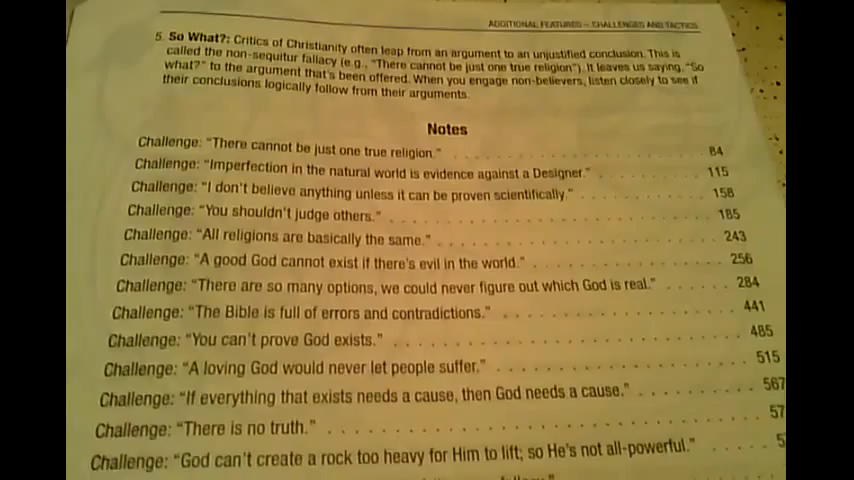 ADDITIONAL FEATURES – CHALLENGES AND TACTICS
5. So What?: Critics of Christianity often leap from an argument to an unjustified conclusion. This is
called the non-sequitur fallacy (e.g., "There cannot be just one true religion"). It leaves us saying, "So
what?" to the argument that's been offered. When you engage non-believers, listen closely to see if
their conclusions logically follow from their arguments.
Notes
Challenge: "There cannot be just one true religion." 84
Challenge: "Imperfection in the natural world is evidence against a Designer." 115
Challenge: "I don't believe anything unless it can be proven scientifically." 158
Challenge: "You shouldn't judge others." 185
Challenge: "All religions are basically the same." 243
Challenge: "A good God cannot exist if there's evil in the world." 256
Challenge: "There are so many options, we could never figure out which God is real." 284
Challenge: "The Bible is full of errors and contradictions." 441
Challenge: "You can't prove God exists." 485
Challenge: "A loving God would never let people suffer." 515
Challenge: "If everything that exists needs a cause, then God needs a cause." 567
Challenge: "There is no truth." 57
Challenge: "God can't create a rock too heavy for Him to lift; so He's not all-powerful." 5